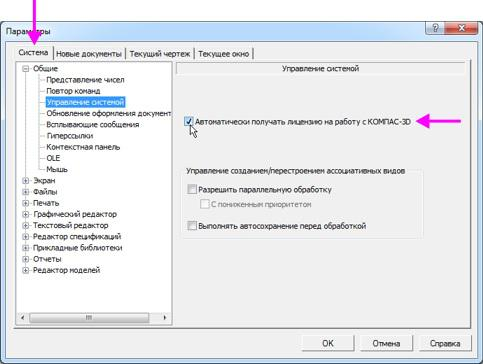 Параметры
Система
Новые документы
Текущий чертеж
Текущее окно
Общие
Представление чисел
Повтор команд
Управление системой
Обновление оформления документ
Всплывающие сообщения
Гиперссылки
Контекстная панель
OLE
Мышь
Экран
Файлы
Печать
Графический редактор
Текстовый редактор
Редактор спецификаций
Прикладные библиотеки
Отчеты
Редактор моделей
Управление системой
Автоматически получать лицензию на работу с КОМПАС-3D
Управление созданием/перестроением ассоциативных видов
Разрешить параллельную обработку
С пониженным приоритетом
Выполнять автосохранение перед обработкой
OK
Отмена
Справка